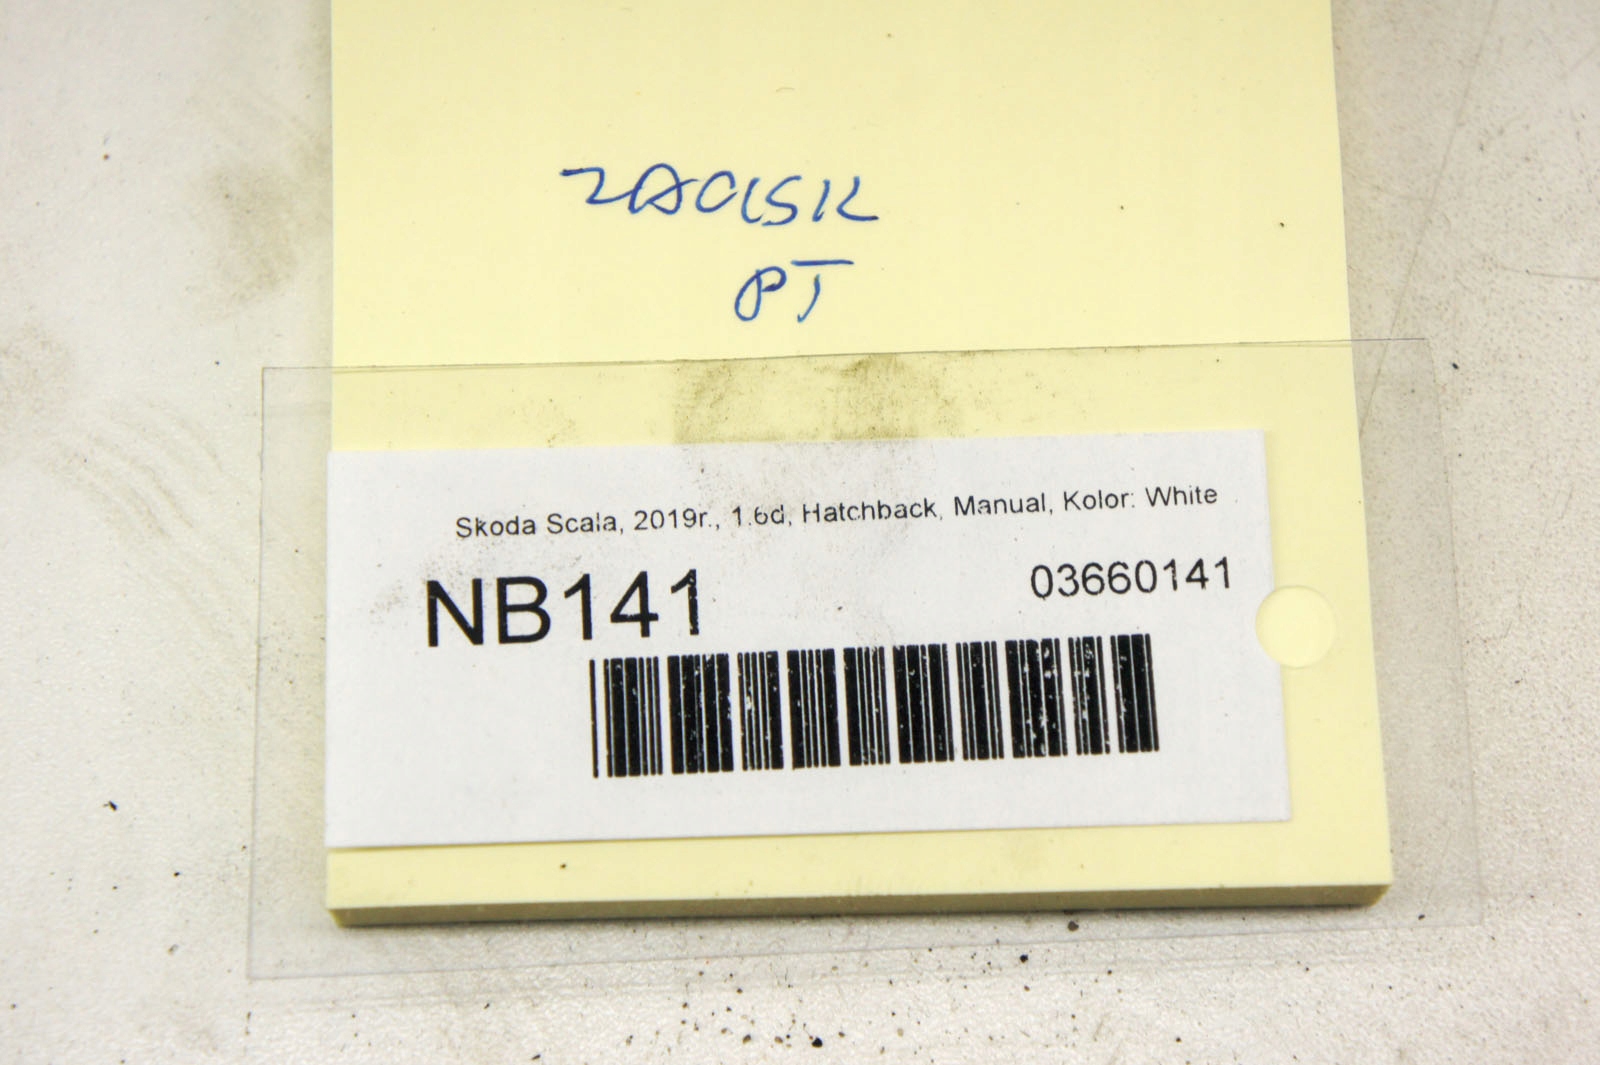 ZACISK
PT
Skoda Scala, 2019r., 1.6d, Hatchback, Manual, Kolor: White
NB141
03660141